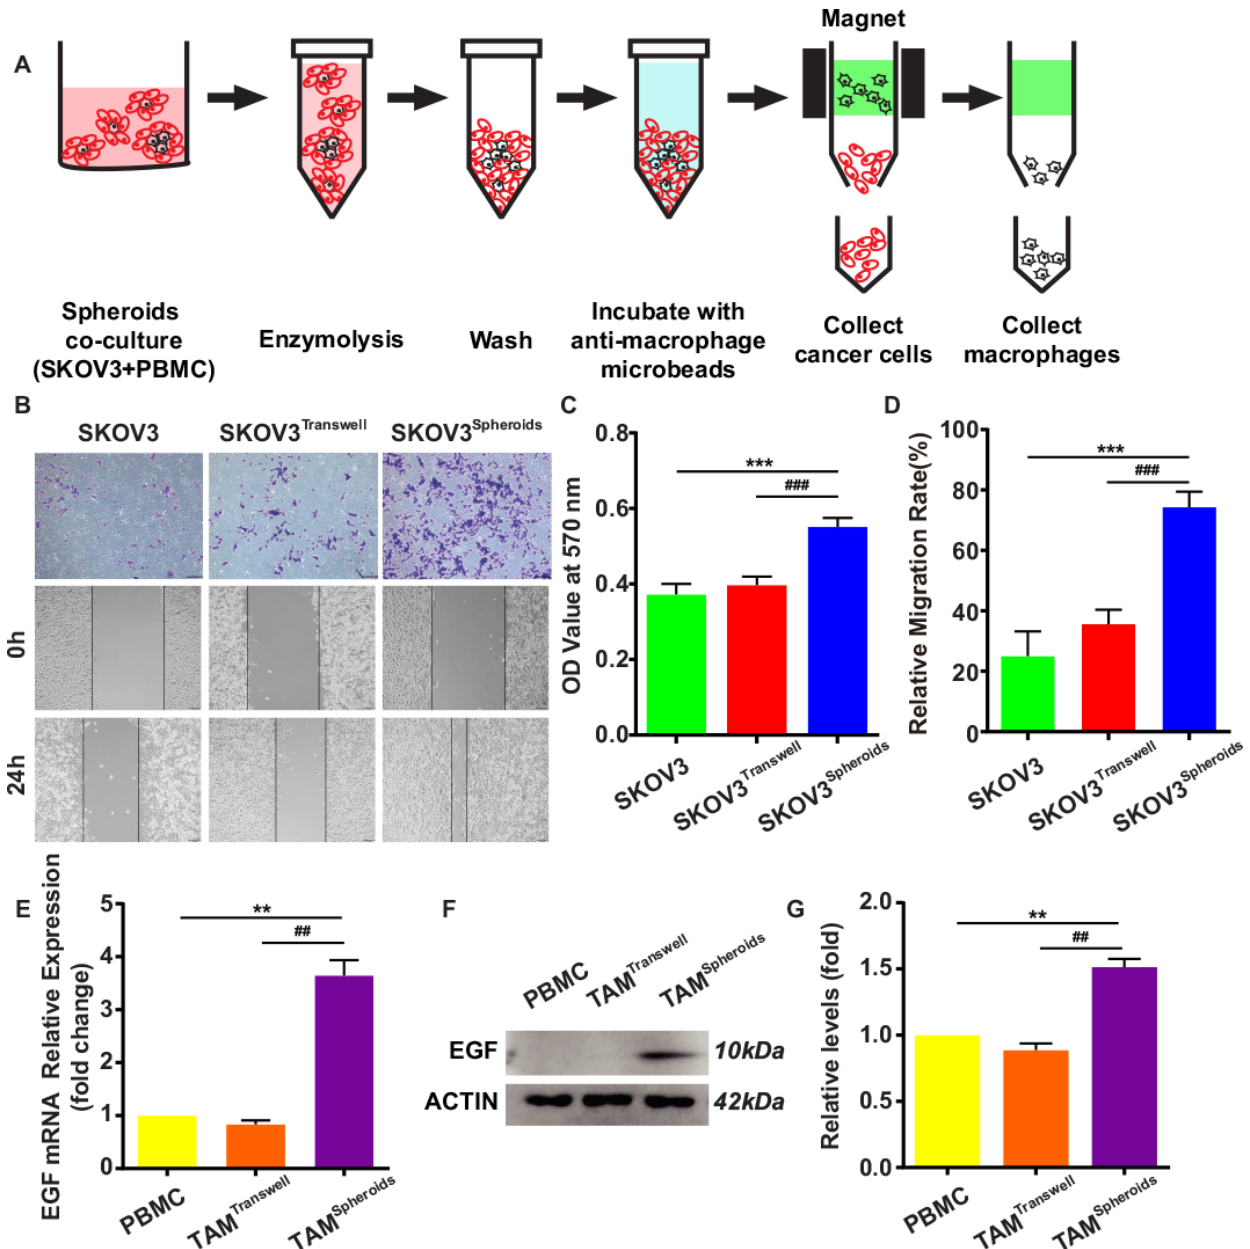 A
Magnet
Spheroids
co-culture
(SKOV3+PBMC)
Enzymolysis
Wash
Incubate with
anti-macrophage
microbeads
Collect
cancer cells
Collect
macrophages
B
SKOV3
SKOV3Transwell
SKOV3Spheroids
0h
24h
C
OD Value at 570 nm
0.8
0.6
0.4
0.2
0.0
***
###
SKOV3
SKOV3Transwell
SKOV3Spheroids
D
Relative Migration Rate(%)
100
80
60
40
20
0
***
###
SKOV3
SKOV3Transwell
SKOV3Spheroids
E
EGF mRNA Relative Expression
(fold change)
5
4
3
2
1
0
**
##
PBMC
TAMTranswell
TAMSpheroids
F
PBMC
TAMTranswell
TAMSpheroids
EGF
10kDa
ACTIN
42kDa
G
Relative levels (fold)
2.0
1.5
1.0
0.5
0.0
**
##
PBMC
TAMTranswell
TAMSpheroids